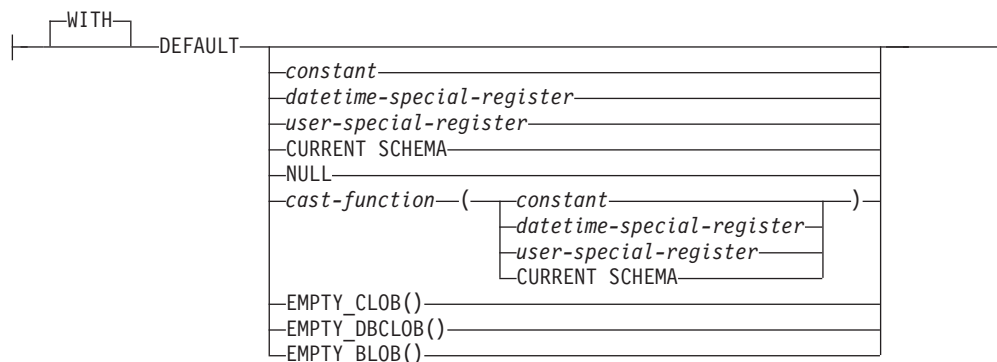 WITH
DEFAULT
constant
datetime-special-register
user-special-register
CURRENT SCHEMA
NULL
cast-function ( constant )
datetime-special-register
user-special-register
CURRENT SCHEMA
EMPTY_CLOB()
EMPTY_DBCLOB()
EMPTY_BLOB()